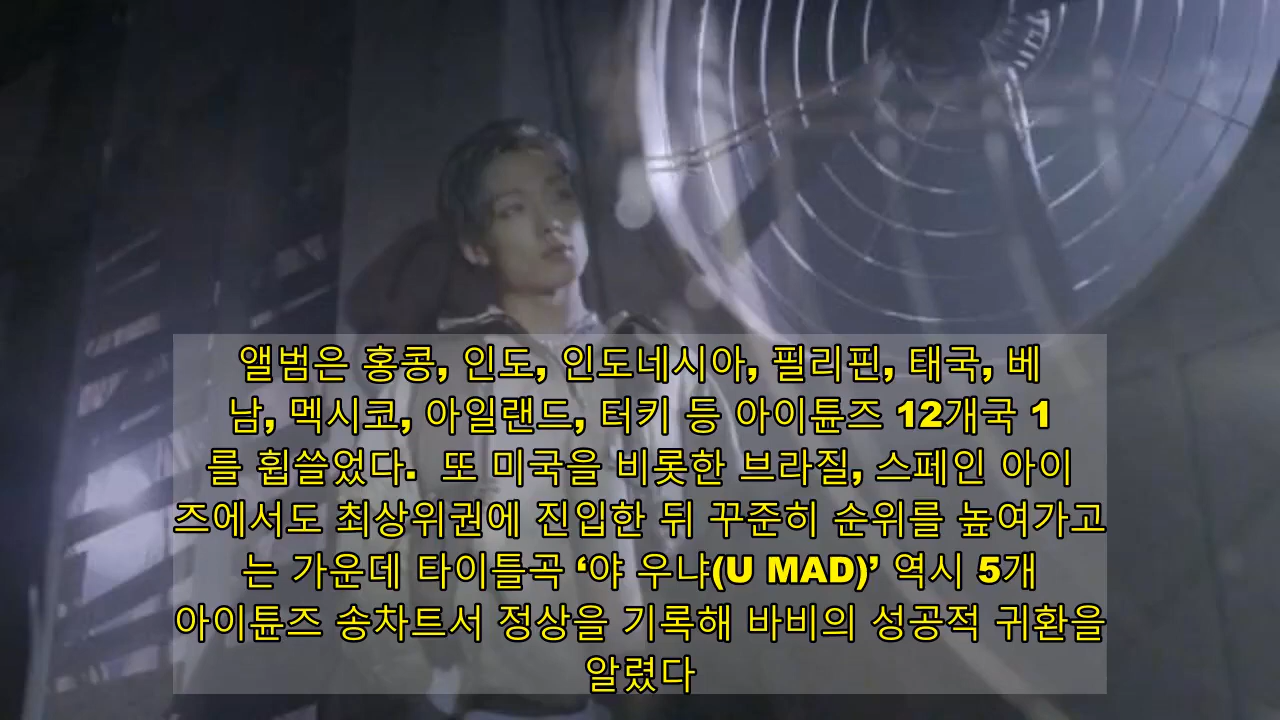 앨범은 홍콩, 인도, 인도네시아, 필리핀, 태국, 베
남, 멕시코, 아일랜드, 터키 등 아이튠즈 12개국 1
를 휩쓸었다.  또 미국을 비롯한 브라질, 스페인 아이
즈에서도 최상위권에 진입한 뒤 꾸준히 순위를 높여가고
는 가운데 타이틀곡 ‘야 우냐(U MAD)’ 역시 5개
아이튠즈 송차트서 정상을 기록해 바비의 성공적 귀환을
알렸다